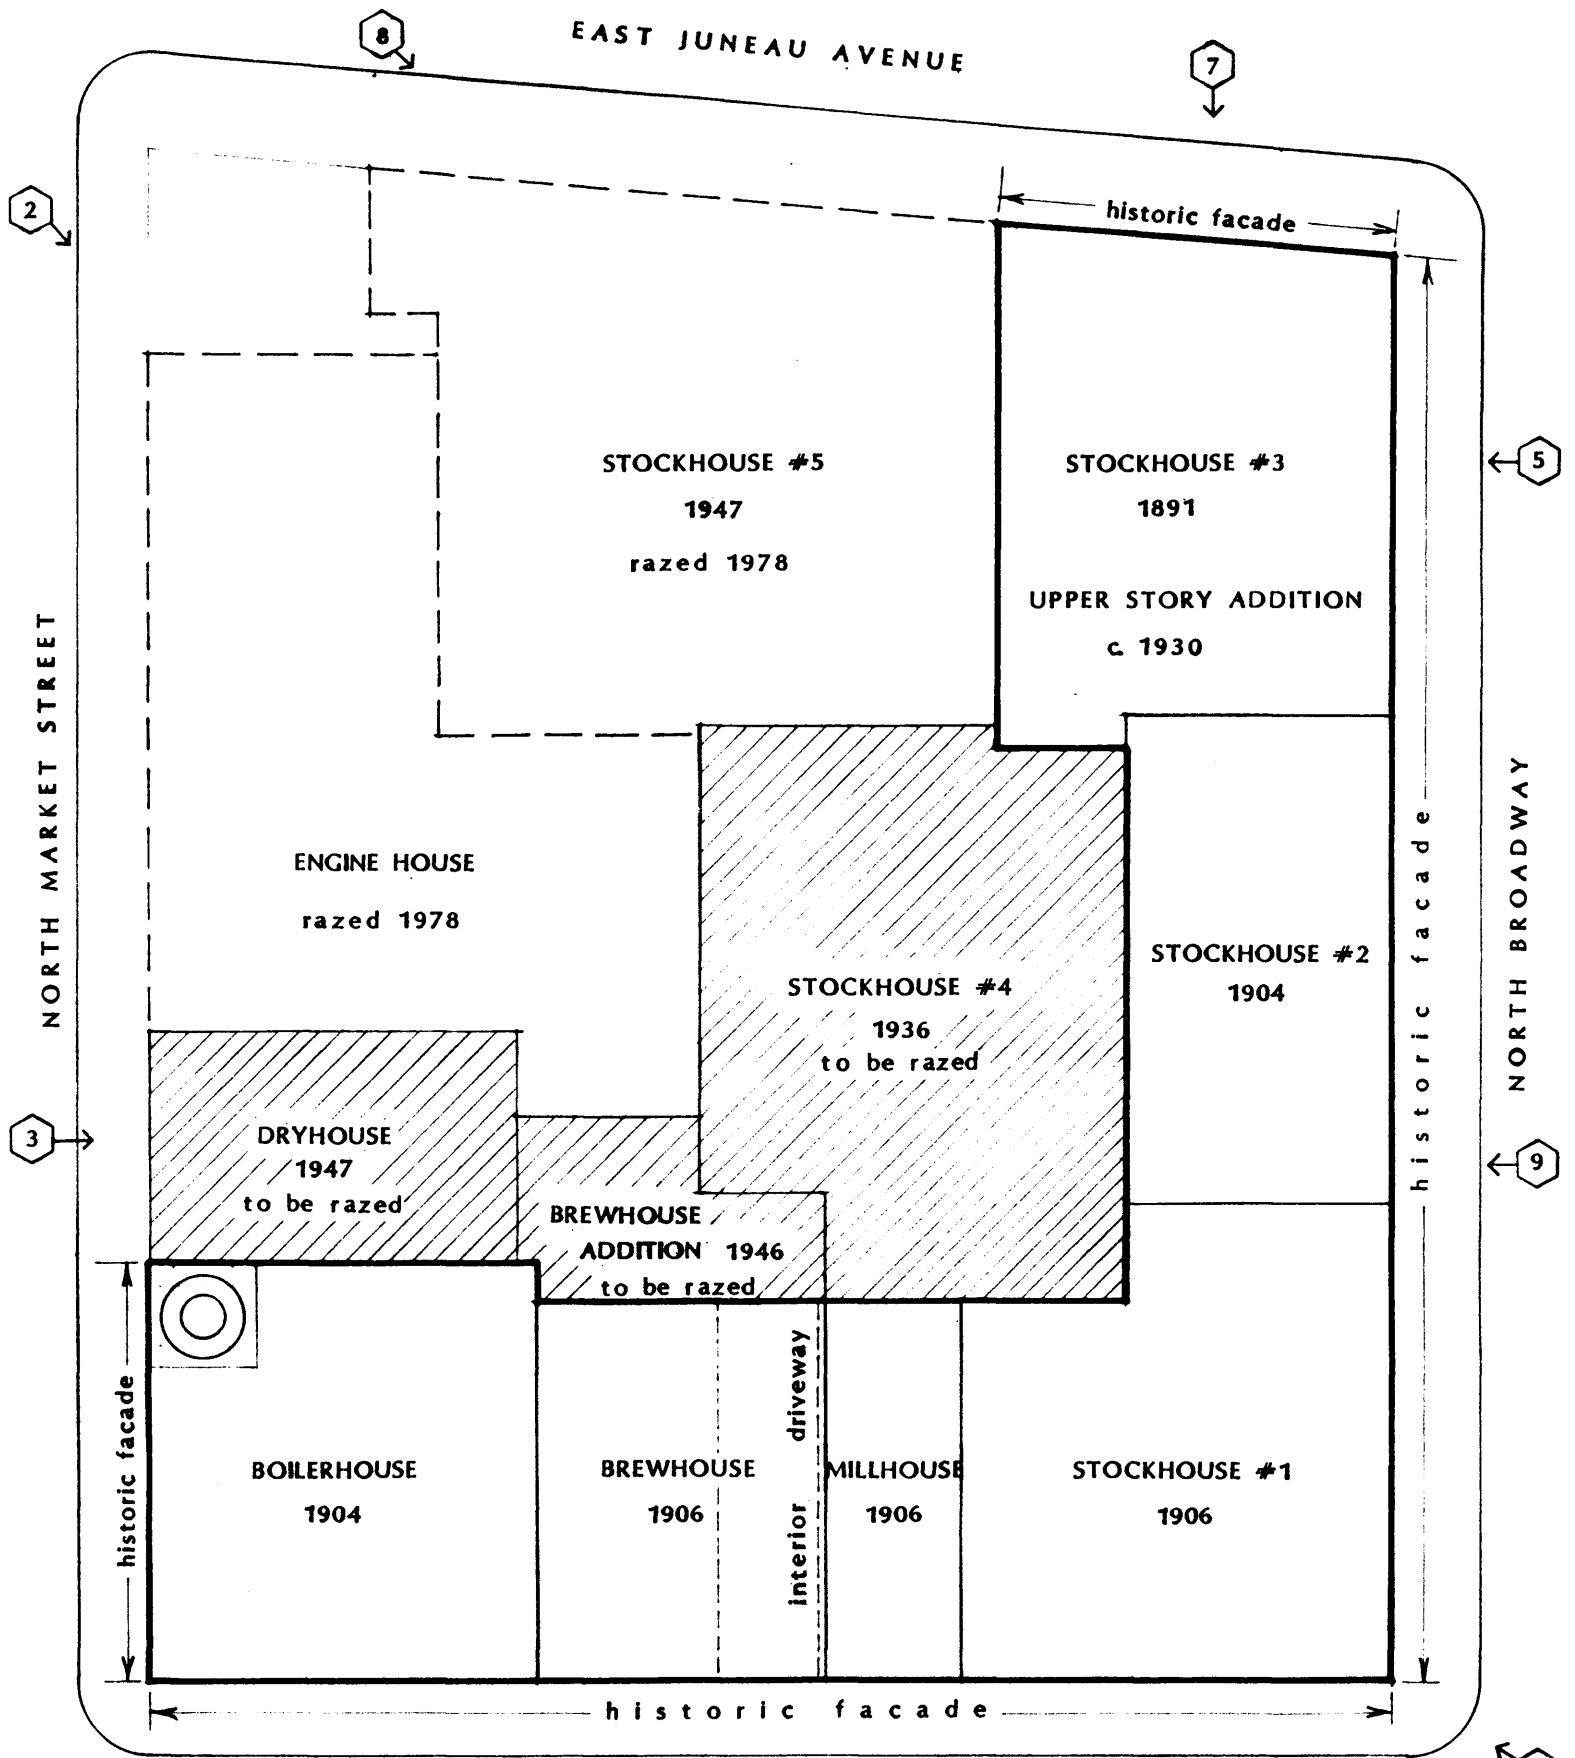 8
EAST JUNEAU AVENUE
7
2
historic facade
STOCKHOUSE #5
1947
razed 1978
STOCKHOUSE #3
1891
UPPER STORY ADDITION
c. 1930
5
NORTH MARKET STREET
historic facade
NORTH BROADWAY
ENGINE HOUSE
razed 1978
STOCKHOUSE #4
1936
to be razed
STOCKHOUSE #2
1904
3
DRYHOUSE
1947
to be razed
9
BREWHOUSE
ADDITION 1946
to be razed
historic facade
BOILERHOUSE
1904
BREWHOUSE
1906
interior driveway
MILLHOUSE
1906
STOCKHOUSE #1
1906
historic facade